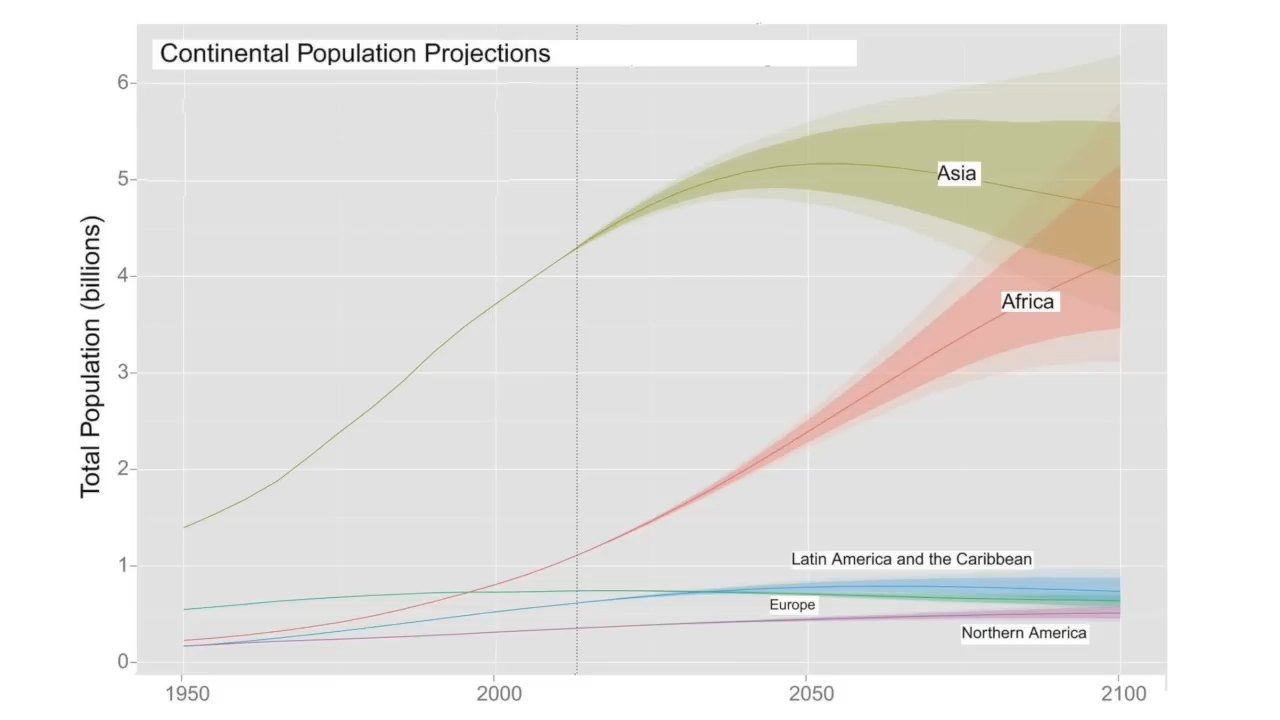 Continental Population Projections
Total Population (billions)
6
5
4
3
2
1
0
Asia
Africa
Latin America and the Caribbean
Europe
Northern America
1950
2000
2050
2100